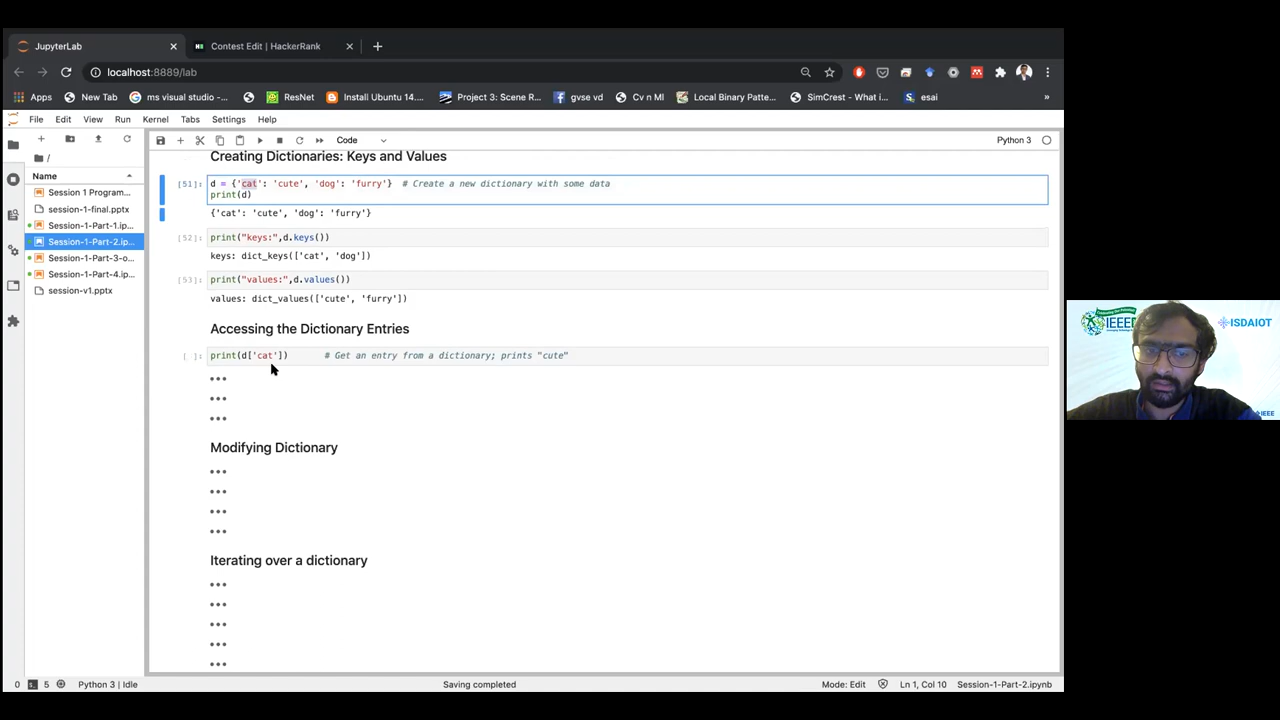 JupyterLab
Contest Edit | HackerRank
localhost:8889/lab
Apps
New Tab
ms visual studio -...
ResNet
Install Ubuntu 14....
Project 3: Scene R...
gvse vd
Cv n Ml
Local Binary Patte...
SimCrest - What i...
esai
»
File Edit View Run Kernel Tabs Settings Help
Code
Python 3
/
Name
Session 1 Program...
session-1-final.pptx
Session-1-Part-1.ip...
Session-1-Part-2.ip...
Session-1-Part-3-o...
Session-1-Part-4.ip...
session-v1.pptx
Creating Dictionaries: Keys and Values
[51]: d = {'cat': 'cute', 'dog': 'furry'} # Create a new dictionary with some data
print(d)
{'cat': 'cute', 'dog': 'furry'}
[52]: print("keys:",d.keys())
keys: dict_keys(['cat', 'dog'])
[53]: print("values:",d.values())
values: dict_values(['cute', 'furry'])
Accessing the Dictionary Entries
[ ]: print(d['cat']) # Get an entry from a dictionary; prints "cute"
Modifying Dictionary
Iterating over a dictionary
0 5 Python 3 | Idle
Saving completed
Mode: Edit
Ln 1, Col 10
Session-1-Part-2.ipynb
IEEE
ISDAIOT
IEEE